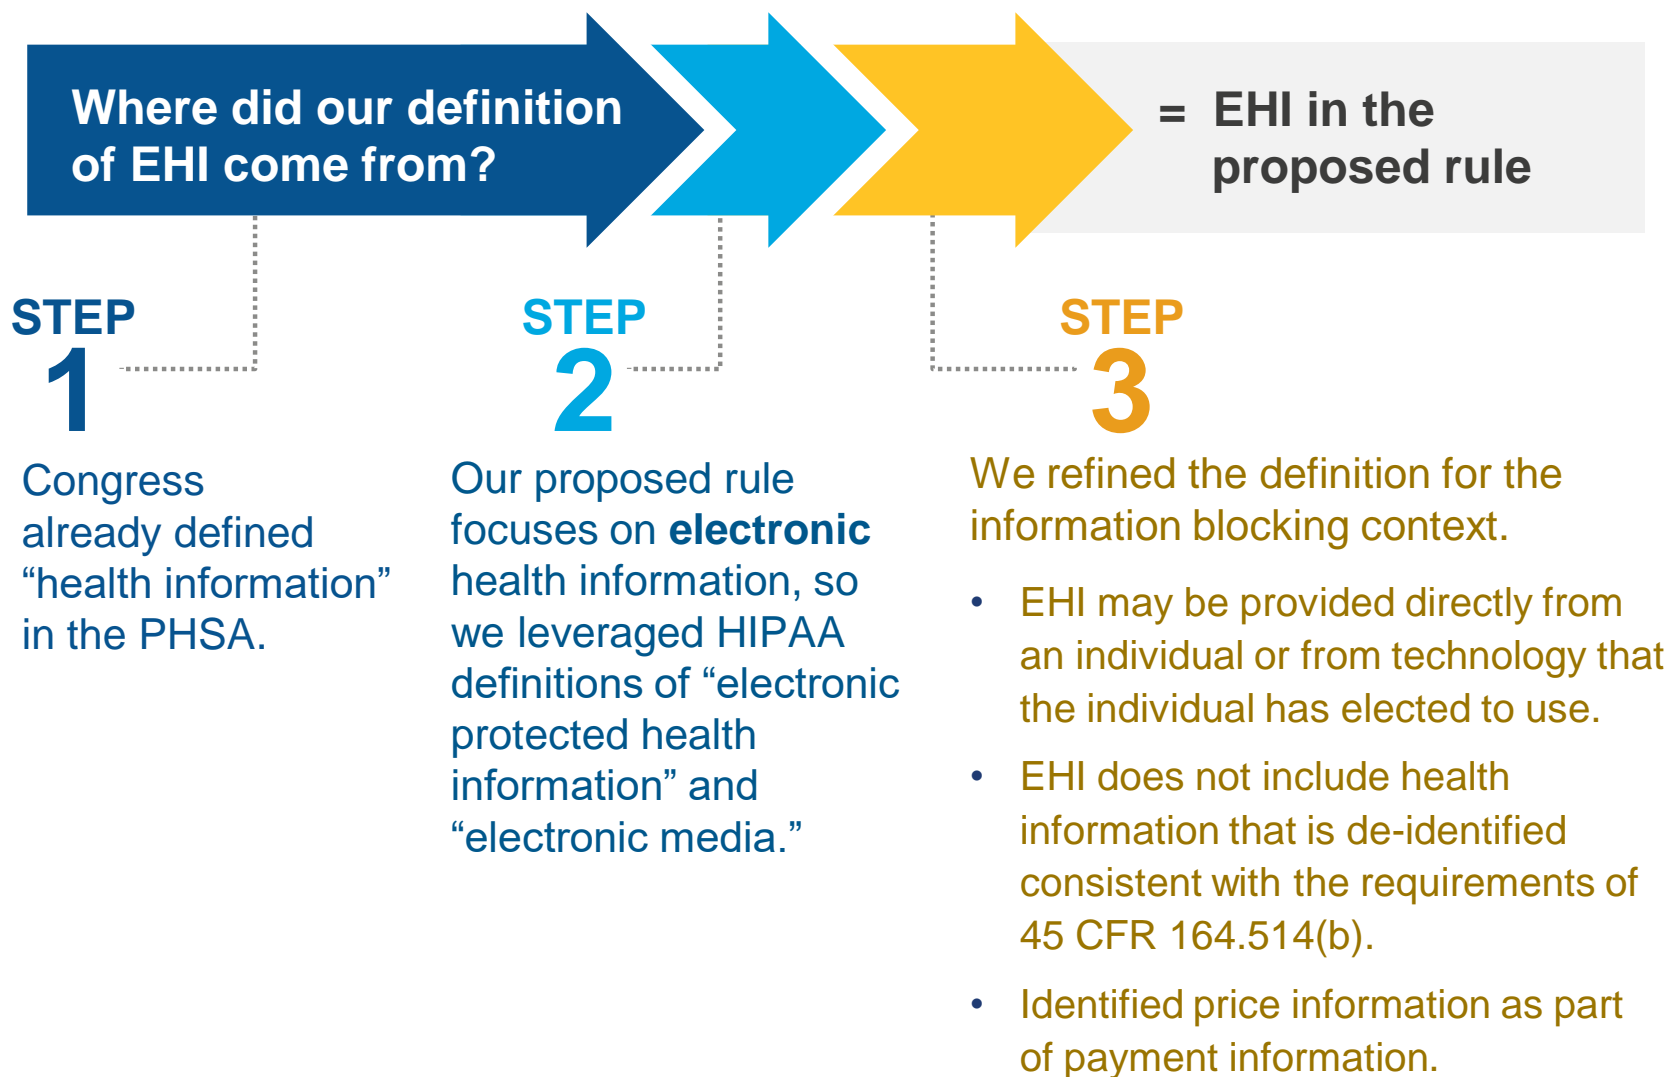 Where did our definition
of EHI come from?
= EHI in the
proposed rule
STEP
1
Congress
already defined
“health information”
in the PHSA.
STEP
2
Our proposed rule
focuses on electronic
health information, so
we leveraged HIPAA
definitions of “electronic
protected health
information” and
“electronic media.”
STEP
3
We refined the definition for the
information blocking context.
• EHI may be provided directly from
an individual or from technology that
the individual has elected to use.
• EHI does not include health
information that is de-identified
consistent with the requirements of
45 CFR 164.514(b).
• Identified price information as part
of payment information.